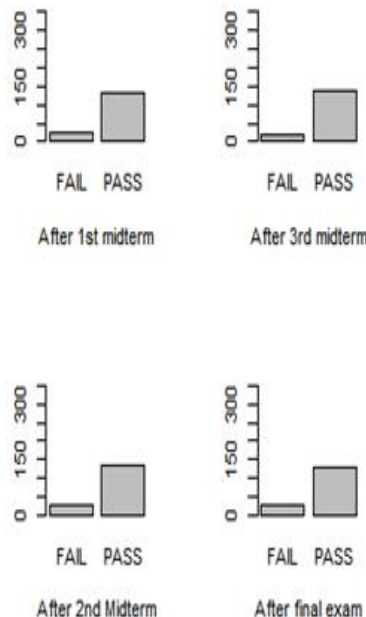 300
150
0
FAIL PASS
After 1st midterm
300
150
0
FAIL PASS
After 3rd midterm
300
150
0
FAIL PASS
After 2nd Midterm
300
150
0
FAIL PASS
After final exam